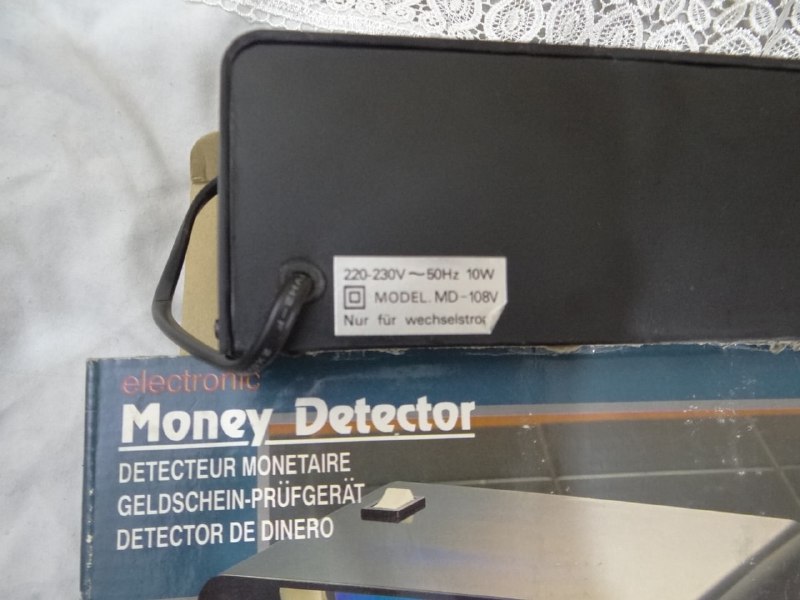 220-230V ~ 50Hz 10W
MODEL. MD-108V
Nur für
electronic
Money Detector
DETECTEUR MONETAIRE
GELDSCHEIN-PRÜFGERÄT
DETECTOR DE DINERO